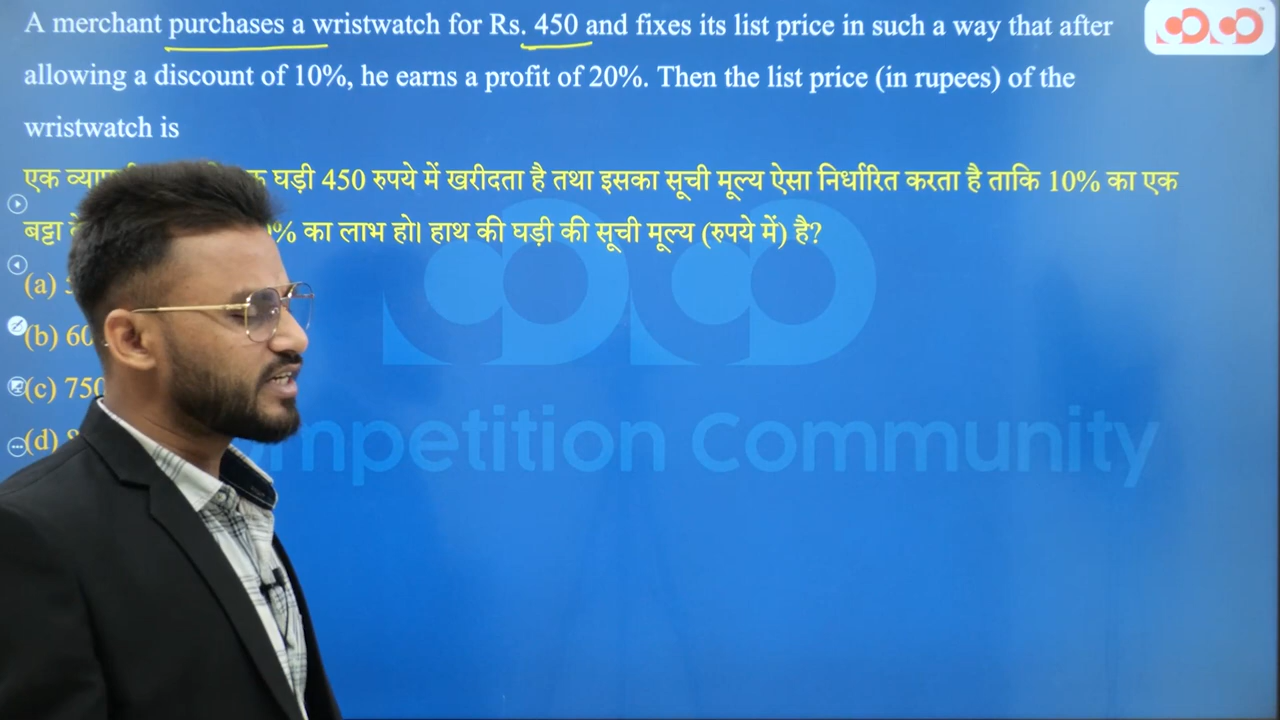 A merchant purchases a wristwatch for Rs. 450 and fixes its list price in such a way that after
allowing a discount of 10%, he earns a profit of 20%. Then the list price (in rupees) of the
wristwatch is
एक घड़ी 450 रुपये में खरीदता है तथा इसका सूची मूल्य ऐसा निर्धारित करता है ताकि 10% का एक
बट्टा का लाभ हो। हाथ की घड़ी की सूची मूल्य (रुपये में) है?
(a)
(b)
(c) 750
(d)
Community